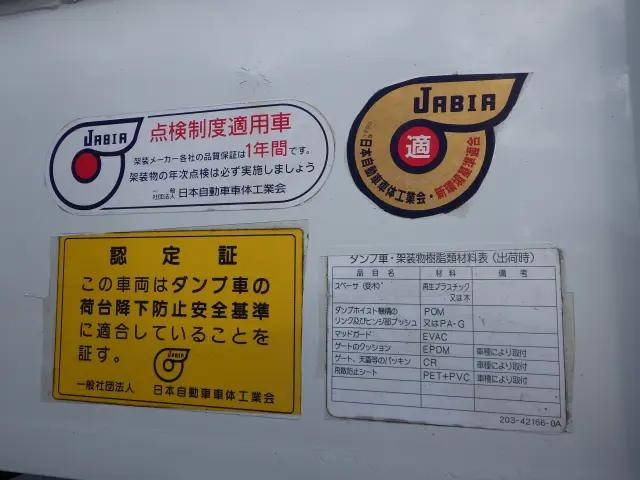 JABIA
点検制度適用車
架装メーカー各社の品質保証は1年間です。
架装物の年次点検は必ず実施しましょう
一般社団法人 日本自動車車体工業会
JABIA
適
日本自動車車体工業会
認定証
この車両はダンプ車の
荷台降下防止安全基準
に適合していることを
証す。
JABIA
一般社団法人 日本自動車車体工業会
ダンプ車・架装物樹脂類材料表(出荷時)
品目名 材料 備考
スペーサ(受木) 再生プラスチック
又は木
ダンプホイスト機構の POM
リング及びヒンジ部ブッシュ 又はPA-G
マッドガード EVAC
ゲートのクッション EPDM 車種により取付
ゲート、天蓋等のパッキン CR 車種により取付
飛散防止シート PET+PVC 車種により取付
203-42166-0A